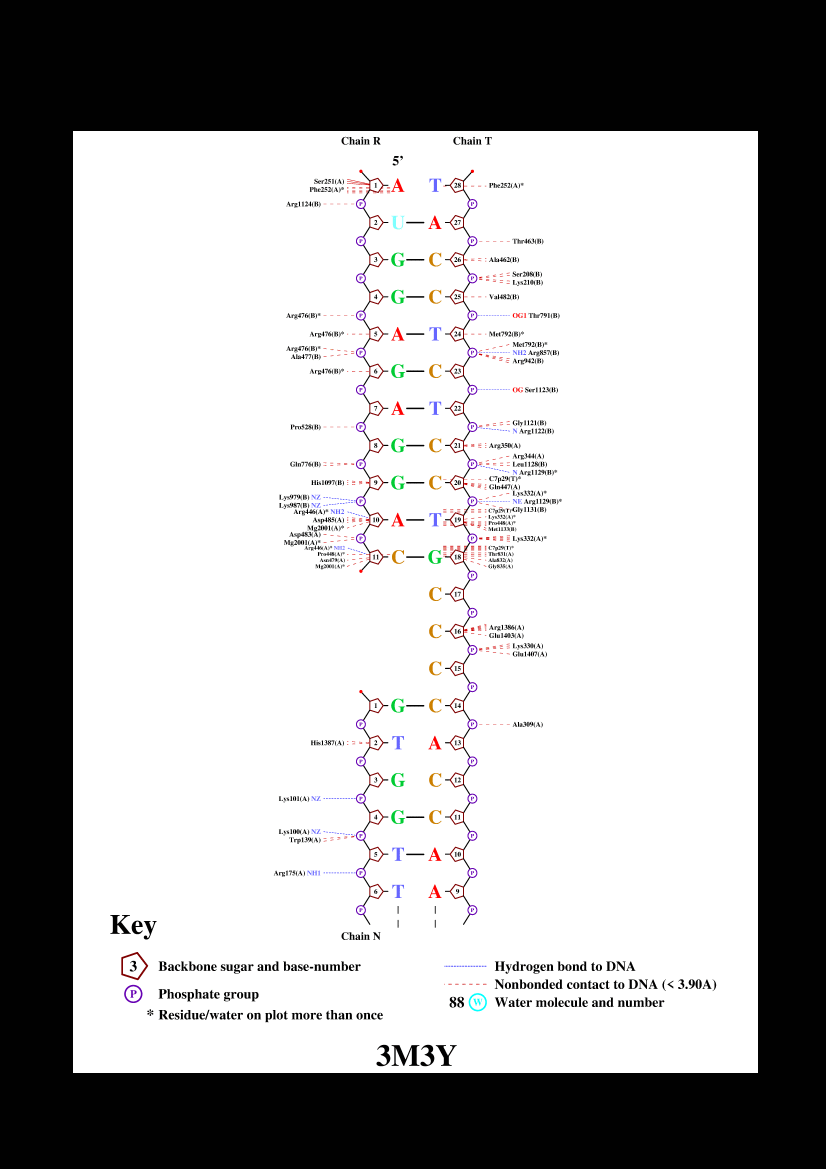 Chain R Chain T
5’
Ser251(A)
Phe252(A)* 1 A T 28 Phe252(A)*
Arg1124(B) P P
2 U A 27
P P Thr463(B)
3 G C 26 Ala462(B)
Ser208(B)
P P Lys210(B)
4 G C 25 Val482(B)
Arg476(B)* P P OG1 Thr791(B)
Arg476(B)* 5 A T 24 Met792(B)*
Arg476(B)* Met792(B)*
Ala477(B) P P NH2 Arg857(B)
Arg942(B)
Arg476(B)* 6 G C 23
P P OG Ser1123(B)
7 A T 22
Pro528(B) P P Gly1121(B)
N Arg1122(B)
8 G C 21 Arg350(A)
Arg344(A)
Gln776(B) P P Leu1128(B)
N Arg1129(B)*
His1097(B) 9 G C 20 C7p29(T)*
Gln447(A)
Lys979(B) NZ Lys332(A)*
Lys987(B) NZ P P NE Arg1129(B)*
Gly1131(B)
Arg446(A)* NH2 C7p29(T)*
Asp485(A) 10 A T 19 Lys332(A)*
Mg2001(A)* Pro448(A)*
Met1133(B)
Asp483(A)
Mg2001(A)* P P Lys332(A)*
Arg446(A)* NH2 C7p29(T)*
Pro448(A)* 11 C G 18 Thr831(A)
Asn479(A) Ala832(A)
Mg2001(A)* Gly835(A)
P
C 17
P
C 16 Arg1386(A)
Glu1403(A)
P Lys330(A)
Glu1407(A)
C 15
P
1 G C 14
P P Ala309(A)
His1387(A) 2 T A 13
P P
3 G C 12
Lys101(A) NZ P P
4 G C 11
Lys100(A) NZ P P
Trp139(A)
5 T A 10
Arg175(A) NH1 P P
6 T A 9
P P
Chain N
Key
3 Backbone sugar and base-number Hydrogen bond to DNA
P Phosphate group Nonbonded contact to DNA (< 3.90A)
* Residue/water on plot more than once 88 W Water molecule and number
3M3Y